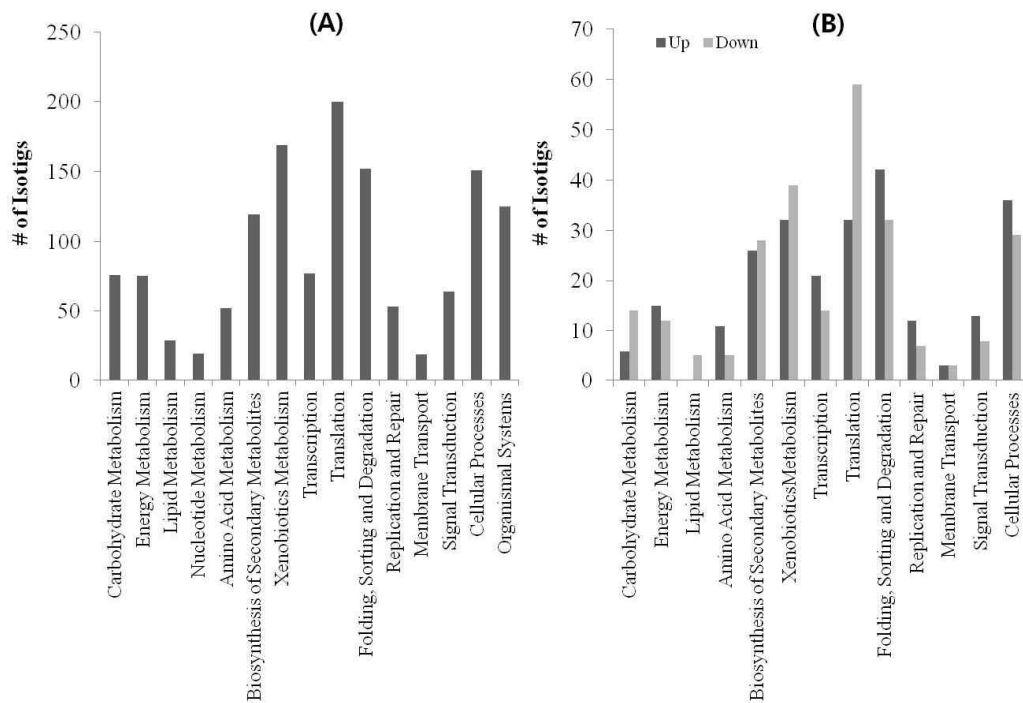 (A)
# of Isotigs
250
200
150
100
50
0
Carbohydrate Metabolism
Energy Metabolism
Lipid Metabolism
Nucleotide Metabolism
Amino Acid Metabolism
Biosynthesis of Secondary Metabolites
Xenobiotics Metabolism
Transcription
Translation
Folding, Sorting and Degradation
Replication and Repair
Membrane Transport
Signal Transduction
Cellular Processes
Organismal Systems
(B)
Up
Down
# of Isotigs
70
60
50
40
30
20
10
0
Carbohydrate Metabolism
Energy Metabolism
Lipid Metabolism
Amino Acid Metabolism
Biosynthesis of Secondary Metabolites
XenobioticsMetabolism
Transcription
Translation
Folding, Sorting and Degradation
Replication and Repair
Membrane Transport
Signal Transduction
Cellular Processes